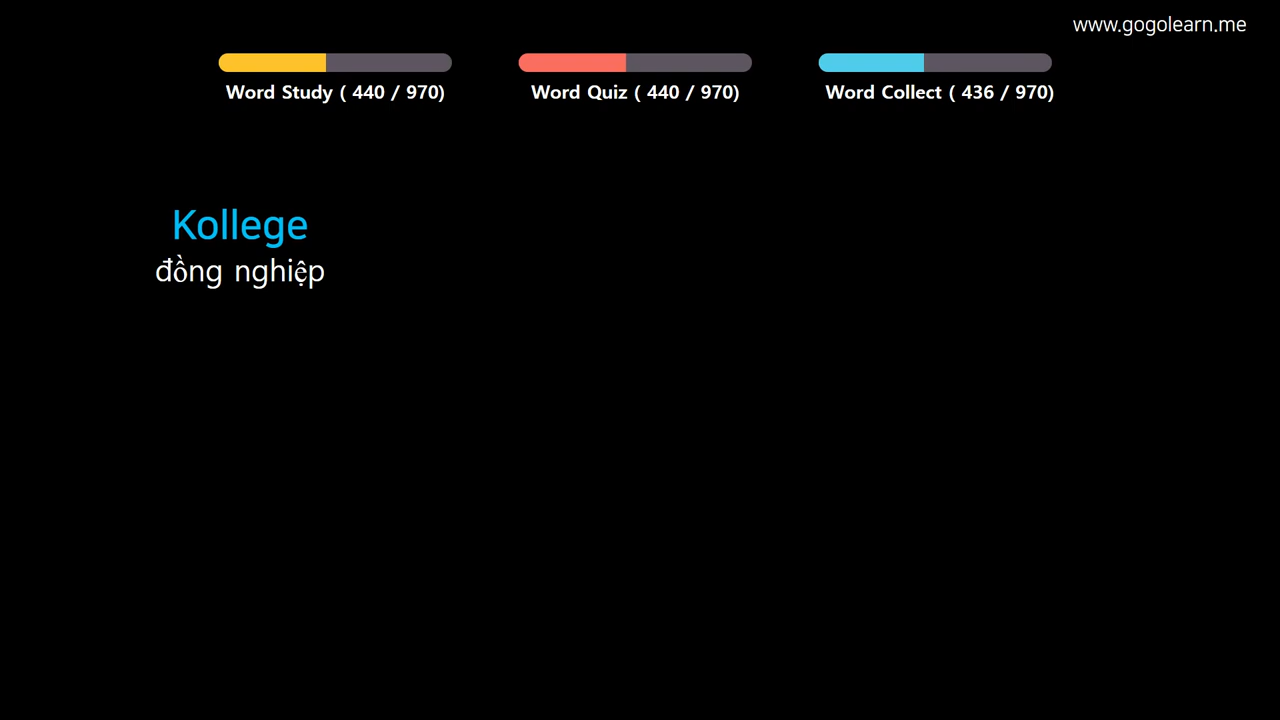 www.gogolearn.me
Word Study ( 440 / 970)
Word Quiz ( 440 / 970)
Word Collect ( 436 / 970)
Kollege
đồng nghiệp